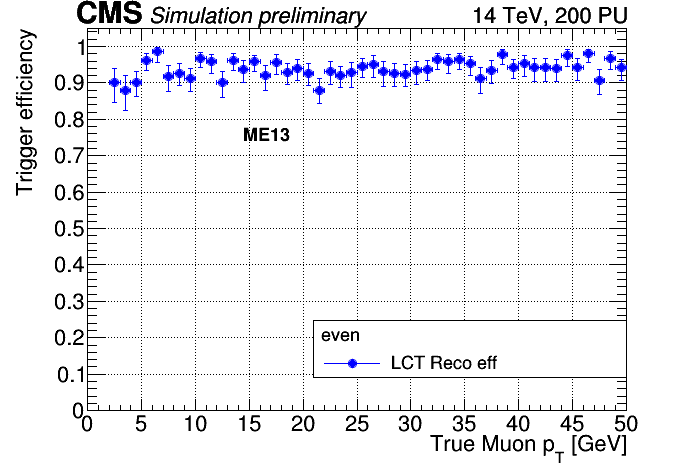 CMS Simulation preliminary 14 TeV, 200 PU
Trigger efficiency
1
0.9
0.8
0.7
0.6
0.5
0.4
0.3
0.2
0.1
0
ME13
even
LCT Reco eff
0 5 10 15 20 25 30 35 40 45 50
True Muon p_T [GeV]